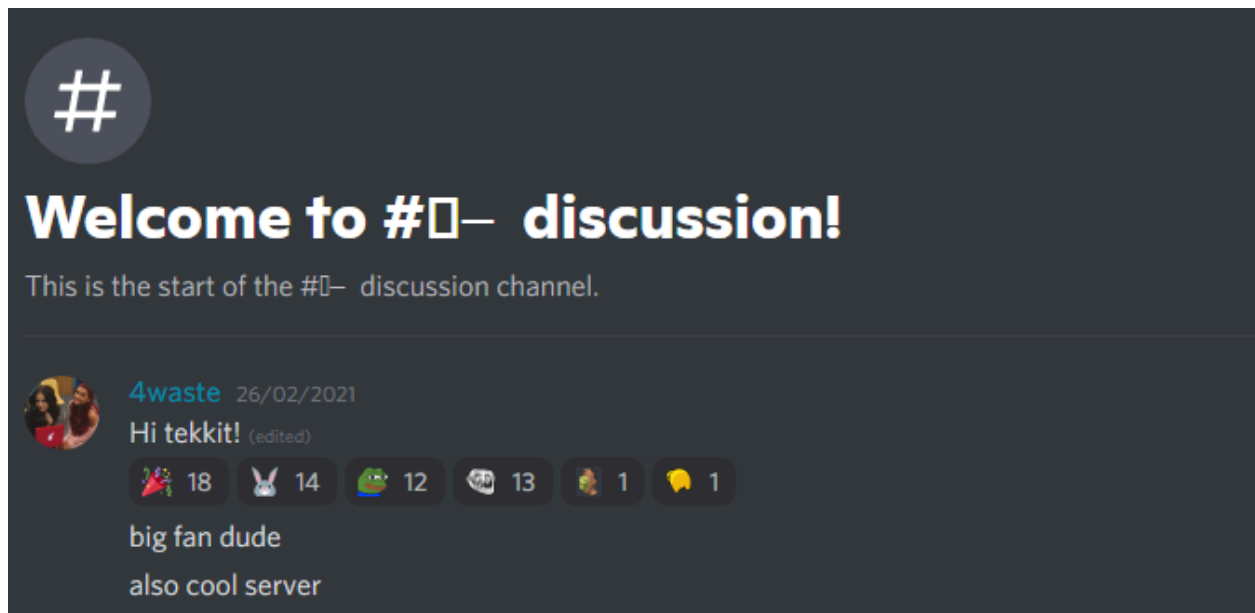 #
Welcome to #▯– discussion!
This is the start of the #▯– discussion channel.
4waste 26/02/2021
Hi tekkit! (edited)
18 14 12 13 1 1
big fan dude
also cool server